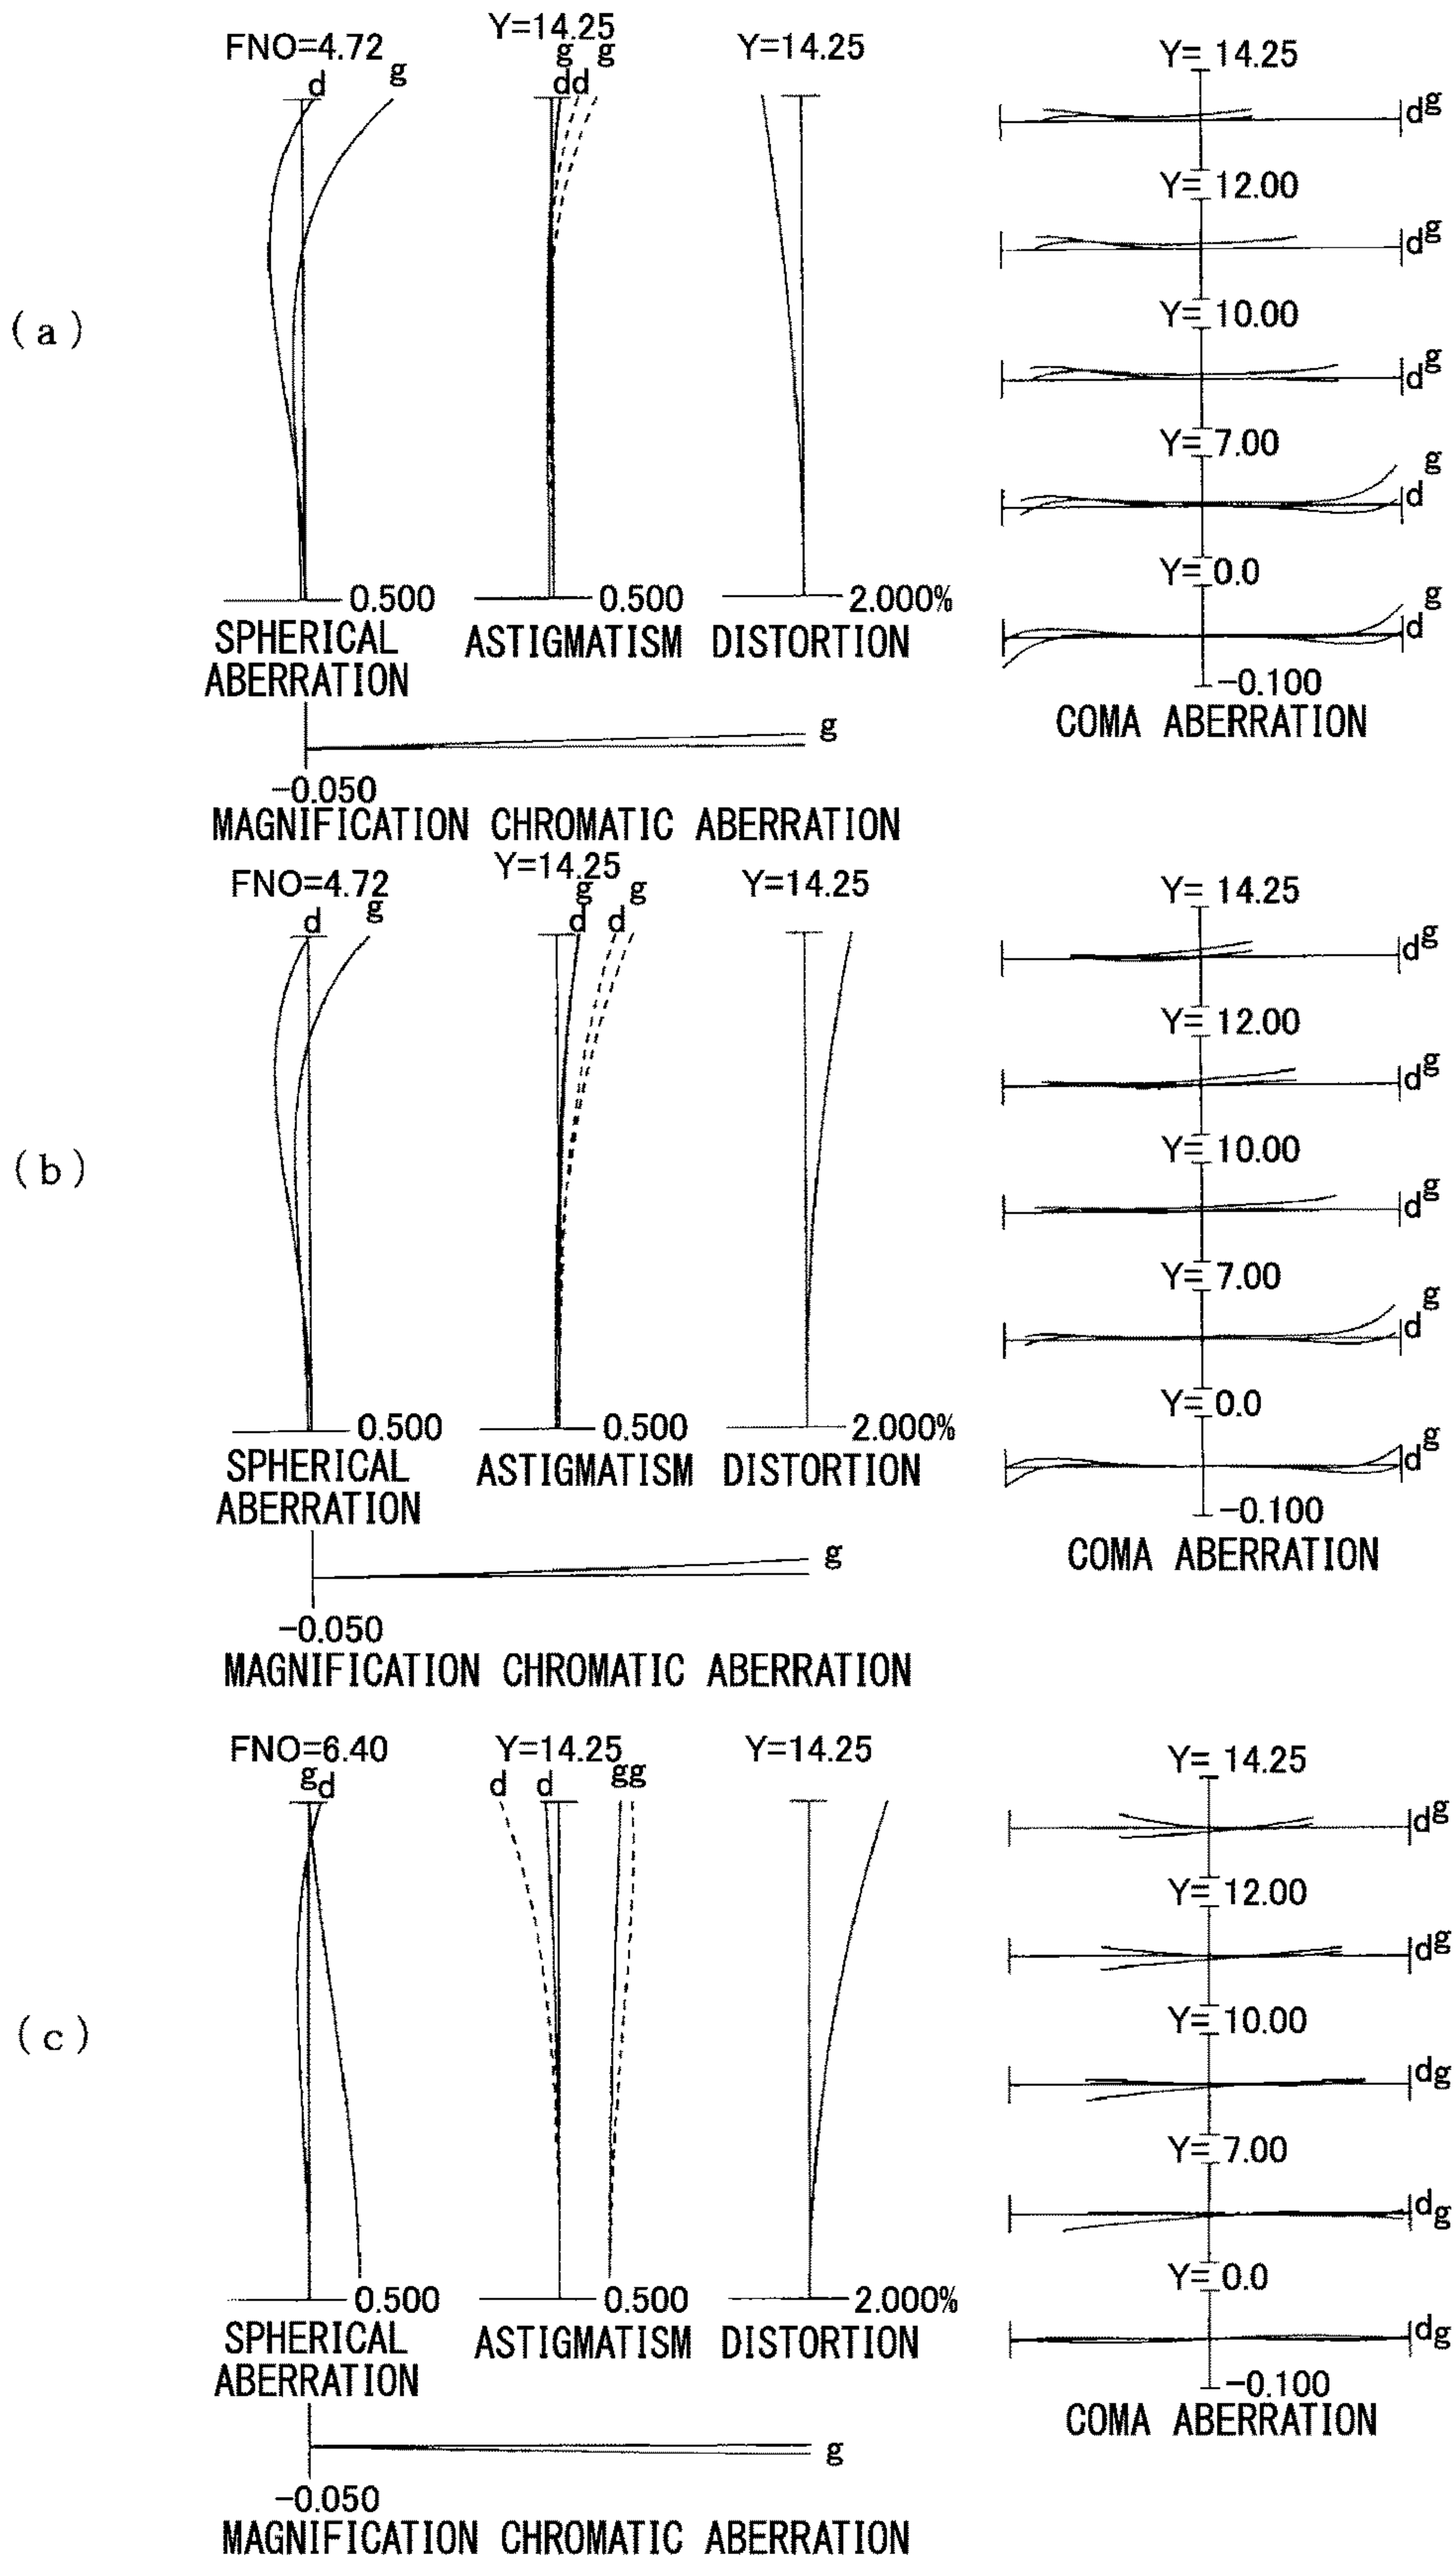 (a)
FNO=4.72
d
g
0.500
SPHERICAL
ABERRATION
Y=14.25
g g
dd
0.500
ASTIGMATISM
Y=14.25
2.000%
DISTORTION
Y= 14.25
dg
Y= 12.00
dg
Y= 10.00
dg
Y= 7.00
g
d
Y= 0.0
g
d
-0.100
COMA ABERRATION
g
-0.050
MAGNIFICATION CHROMATIC ABERRATION
(b)
FNO=4.72
d
g
0.500
SPHERICAL
ABERRATION
Y=14.25
g g
d d
0.500
ASTIGMATISM
Y=14.25
2.000%
DISTORTION
Y= 14.25
dg
Y= 12.00
dg
Y= 10.00
dg
Y= 7.00
g
d
Y= 0.0
dg
-0.100
COMA ABERRATION
g
-0.050
MAGNIFICATION CHROMATIC ABERRATION
(c)
FNO=6.40
gd
0.500
SPHERICAL
ABERRATION
Y=14.25
d d gg
0.500
ASTIGMATISM
Y=14.25
2.000%
DISTORTION
Y= 14.25
dg
Y= 12.00
dg
Y= 10.00
dg
Y= 7.00
dg
Y= 0.0
dg
-0.100
COMA ABERRATION
g
-0.050
MAGNIFICATION CHROMATIC ABERRATION